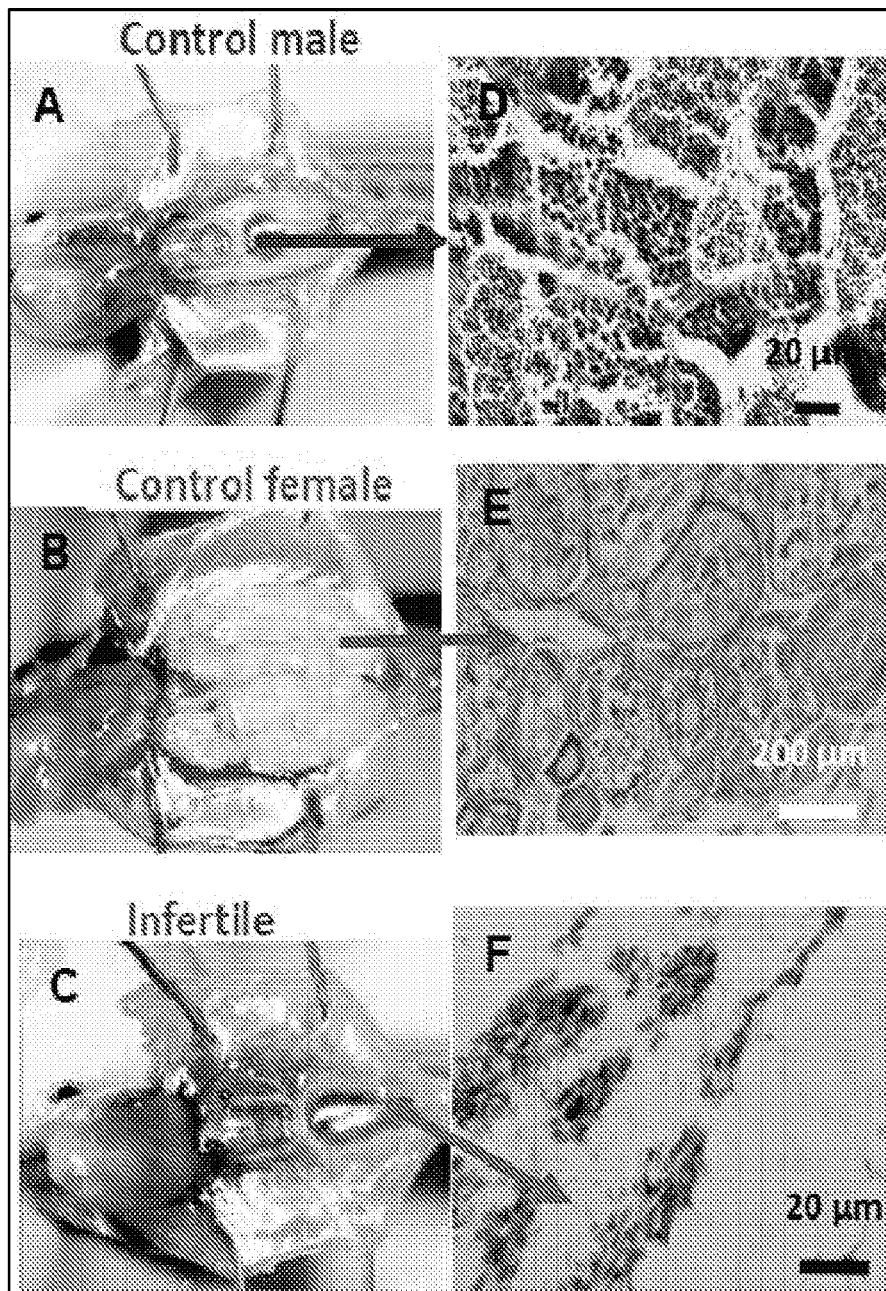 Control male
A
D
20 μm
Control female
B
E
200 μm
Infertile
C
F
20 μm